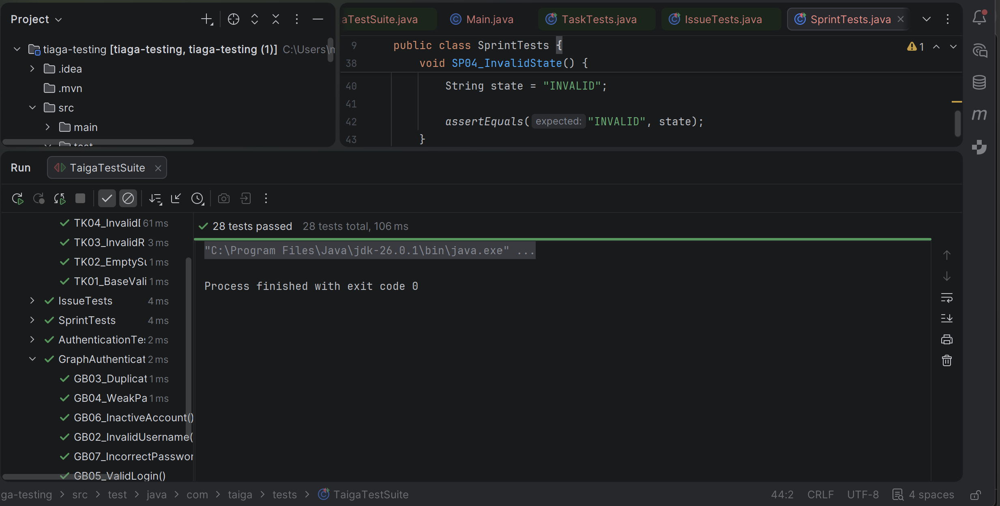 Project
aTestSuite.java
Main.java
TaskTests.java
IssueTests.java
SprintTests.java
tiaga-testing [tiaga-testing, tiaga-testing (1)] C:\Users\
.idea
.mvn
src
main
test
9 public class SprintTests {
1
38 void SP04_InvalidState() {
40 String state = "INVALID";
41
42 assertEquals( expected: "INVALID", state);
43 }
Run
TaigaTestSuite
TK04_Invalid 61 ms
TK03_InvalidR 3 ms
TK02_EmptySu 1 ms
TK01_BaseVali 1 ms
IssueTests 4 ms
SprintTests 4 ms
AuthenticationTes 2 ms
GraphAuthenticat 2 ms
GB03_Duplicat 1 ms
GB04_WeakPa 1 ms
GB06_InactiveAccount()
GB02_InvalidUsername(
GB07_IncorrectPasswor
GB05_ValidLogin()
28 tests passed 28 tests total, 106 ms
"C:\Program Files\Java\jdk-26.0.1\bin\java.exe" ...
Process finished with exit code 0
ga-testing > src > test > java > com > taiga > tests > TaigaTestSuite
44:2 CRLF UTF-8 4 spaces